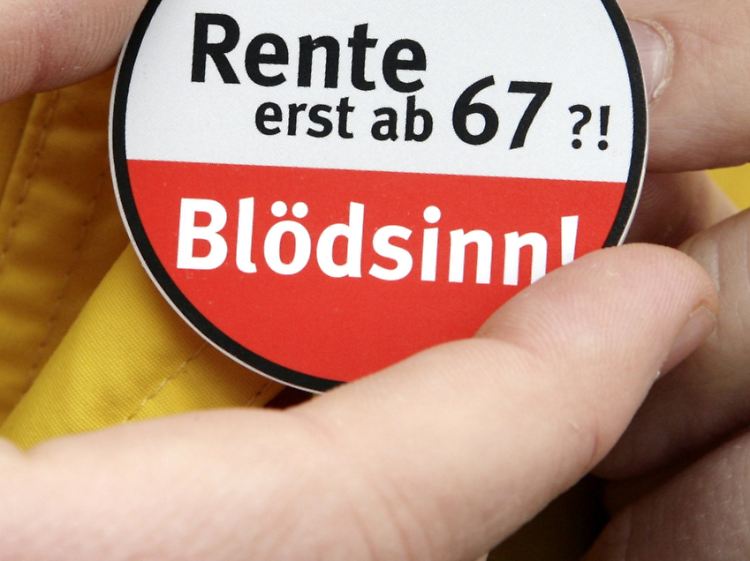 Rente
erst ab 67 ?!
Blödsinn!